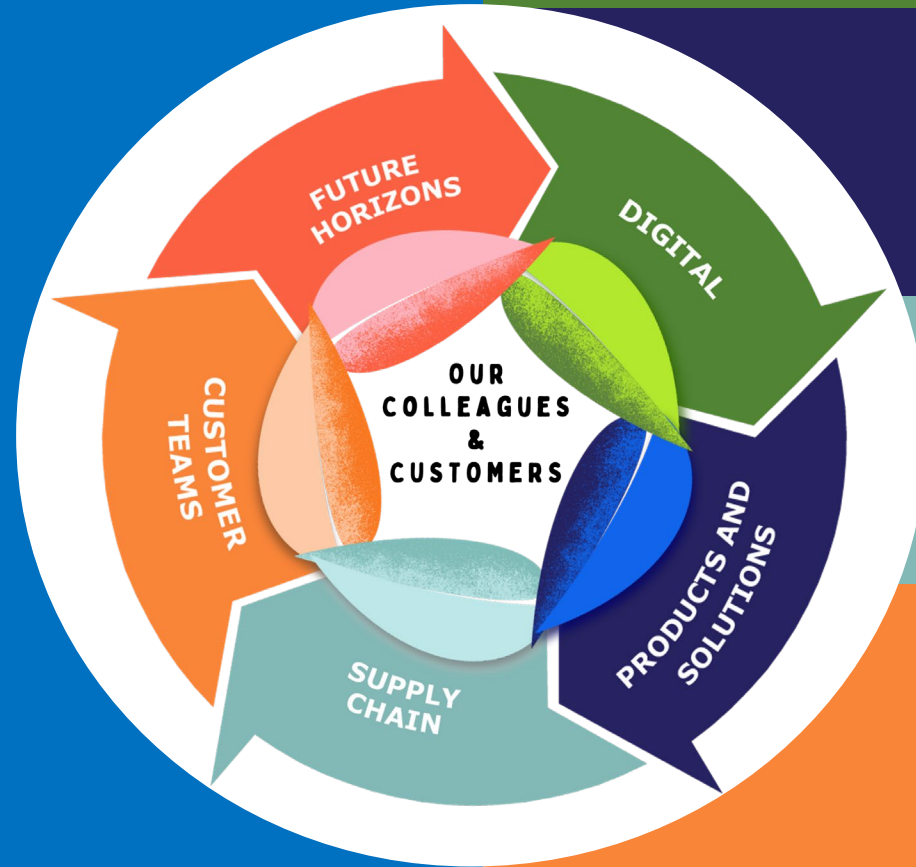 FUTURE
HORIZONS
DIGITAL
OUR
COLLEAGUES
&
CUSTOMERS
CUSTOMER
TEAMS
PRODUCTS AND
SOLUTIONS
SUPPLY
CHAIN